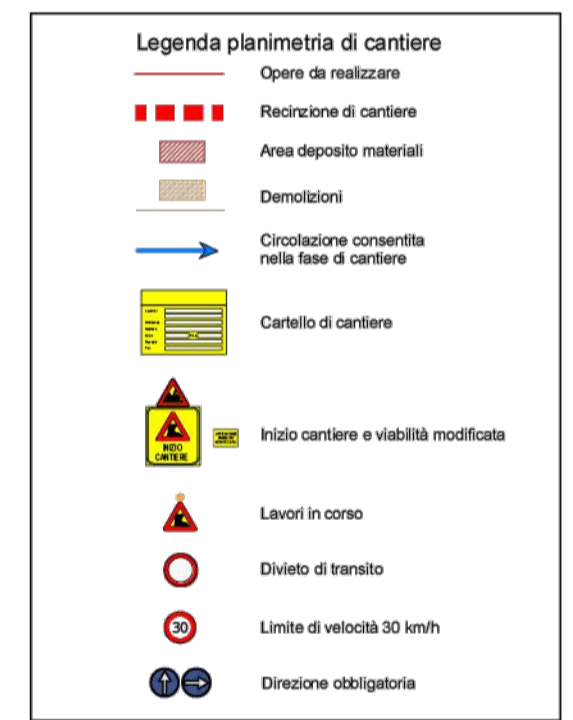 Legenda planimetria di cantiere
Opere da realizzare
Recinzione di cantiere
Area deposito materiali
Demolizioni
Circolazione consentita
nella fase di cantiere
Cartello di cantiere
INIZIO
CANTIERE
Inizio cantiere e viabilità modificata
Lavori in corso
Divieto di transito
30
Limite di velocità 30 km/h
Direzione obbligatoria